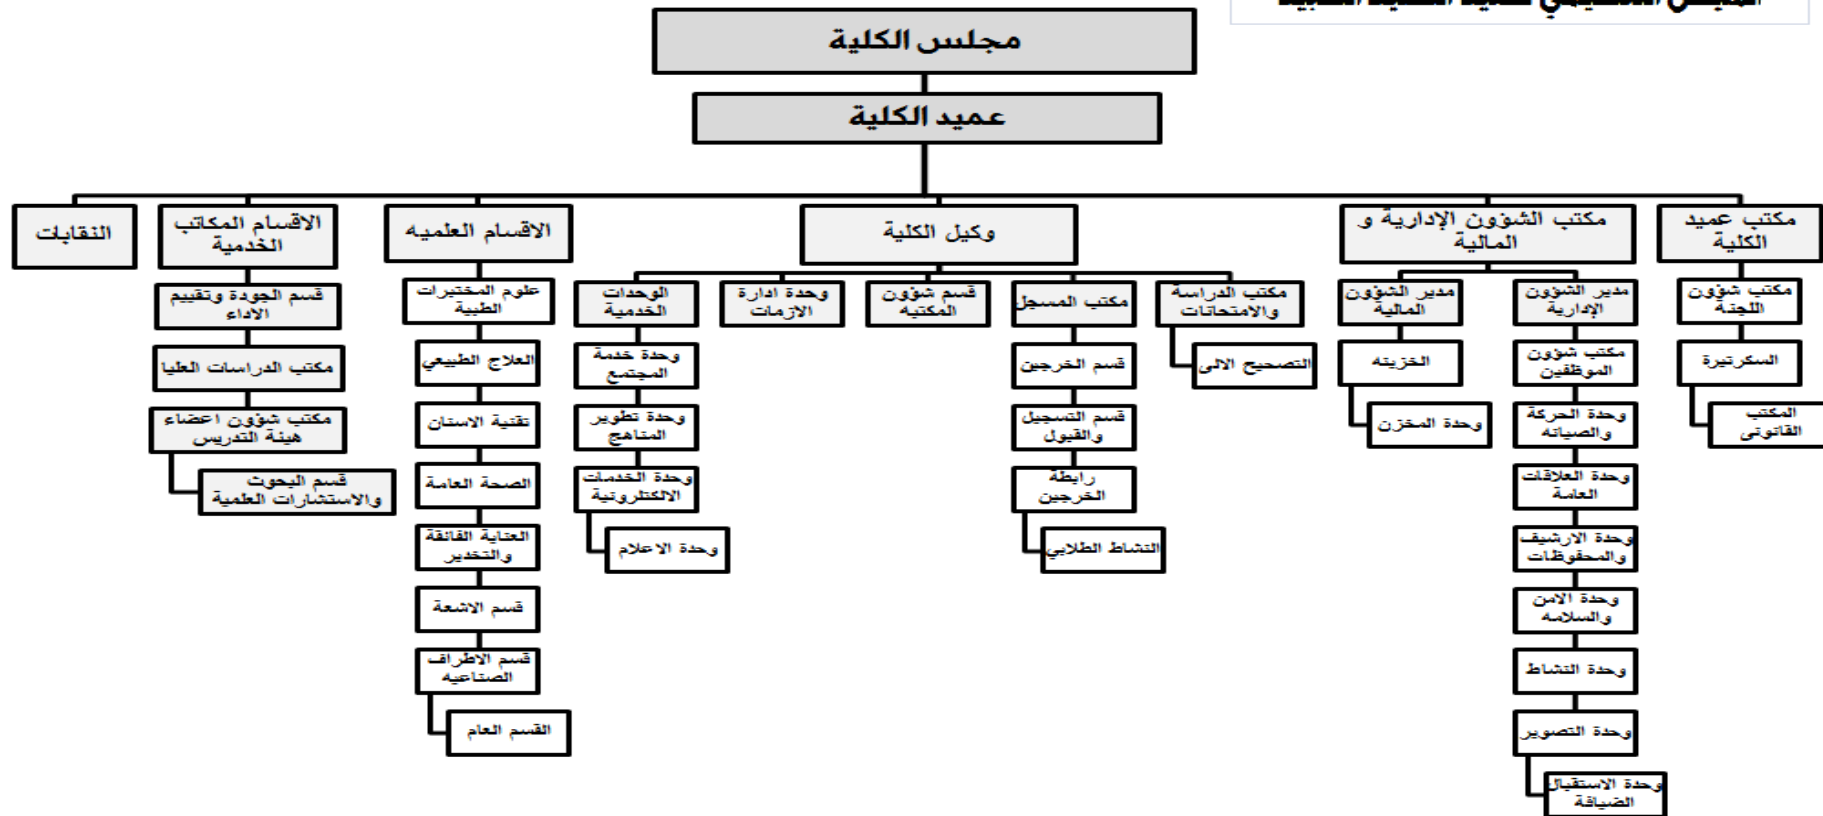 مجلس الكلية
عميد الكلية
مكتب عميد
الكلية
مكتب شؤون
اللجنة
السكرتيرة
المكتب
القانونى
مكتب الشؤون الإدارية و
المالية
مدير الشؤون
الإدارية
مكتب شؤون
الموظفين
وحدة الحركة
والصيانه
وحدة العلاقات
العامة
وحدة الارشيف
والمحفوظات
وحدة الامن
والسلامه
وحدة النشاط
وحدة التصوير
وحدة الاستقبال
الضيافة
مدير الشؤون
المالية
الخزينه
وحدة المخزن
وكيل الكلية
مكتب الدراسة
والامتحانات
التصحيح الالى
مكتب المسجل
قسم الخرجين
قسم التسجيل
والقبول
رابطة
الخرجين
النشاط الطلابي
قسم شؤون
المكتبه
وحدة ادارة
الازمات
الوحدات
الخدمية
وحدة خدمة
المجتمع
وحدة تطوير
المناهج
وحدة الخدمات
الالكترونية
وحدة الاعلام
الاقسام العلميه
علوم المختبرات
الطبية
العلاج الطبيعي
تقنية الاسنان
الصحة العامة
العناية الفائقة
والتخدير
قسم الاشعة
قسم الاطراف
الصناعيه
القسم العام
الاقسام المكاتب
الخدمية
قسم الجودة وتقييم
الاداء
مكتب الدراسات العليا
مكتب شؤون اعضاء
هيئة التدريس
قسم البحوث
والاستشارات العلمية
النقابات